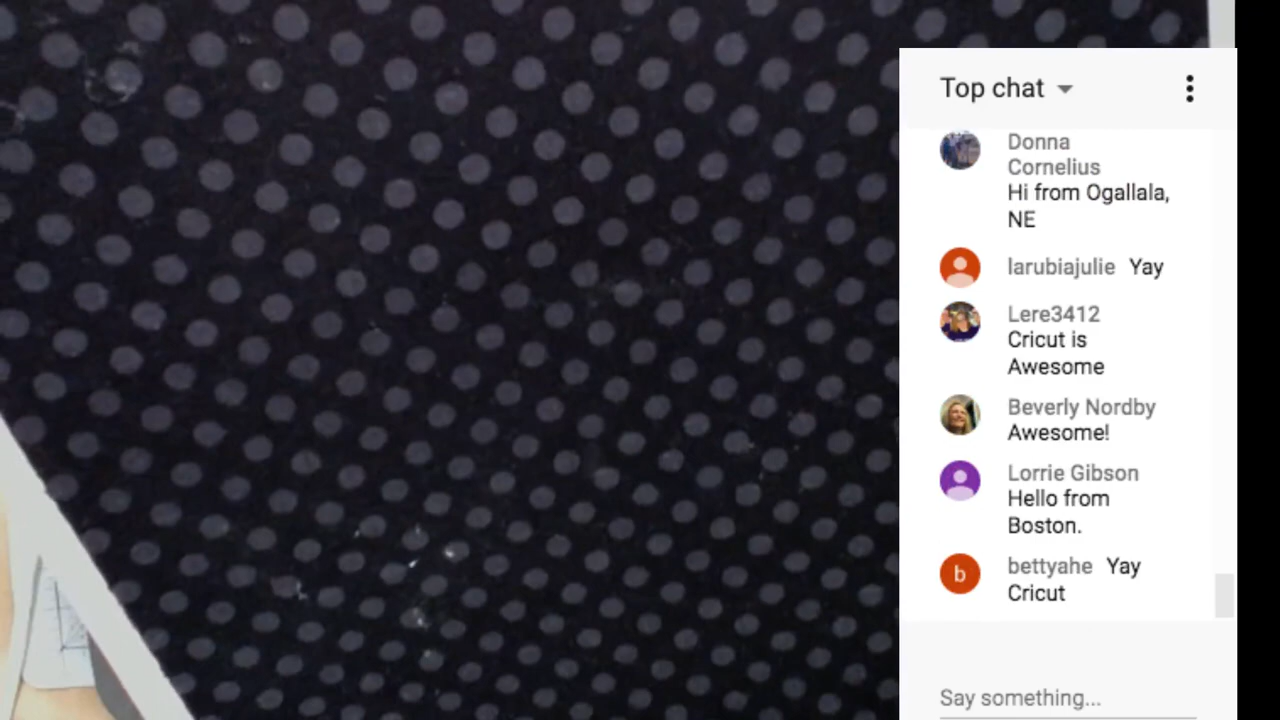 Top chat
Donna
Cornelius
Hi from Ogallala,
NE
larubiajulie Yay
Lere3412
Cricut is
Awesome
Beverly Nordby
Awesome!
Lorrie Gibson
Hello from
Boston.
b
bettyahe Yay
Cricut
Say something...